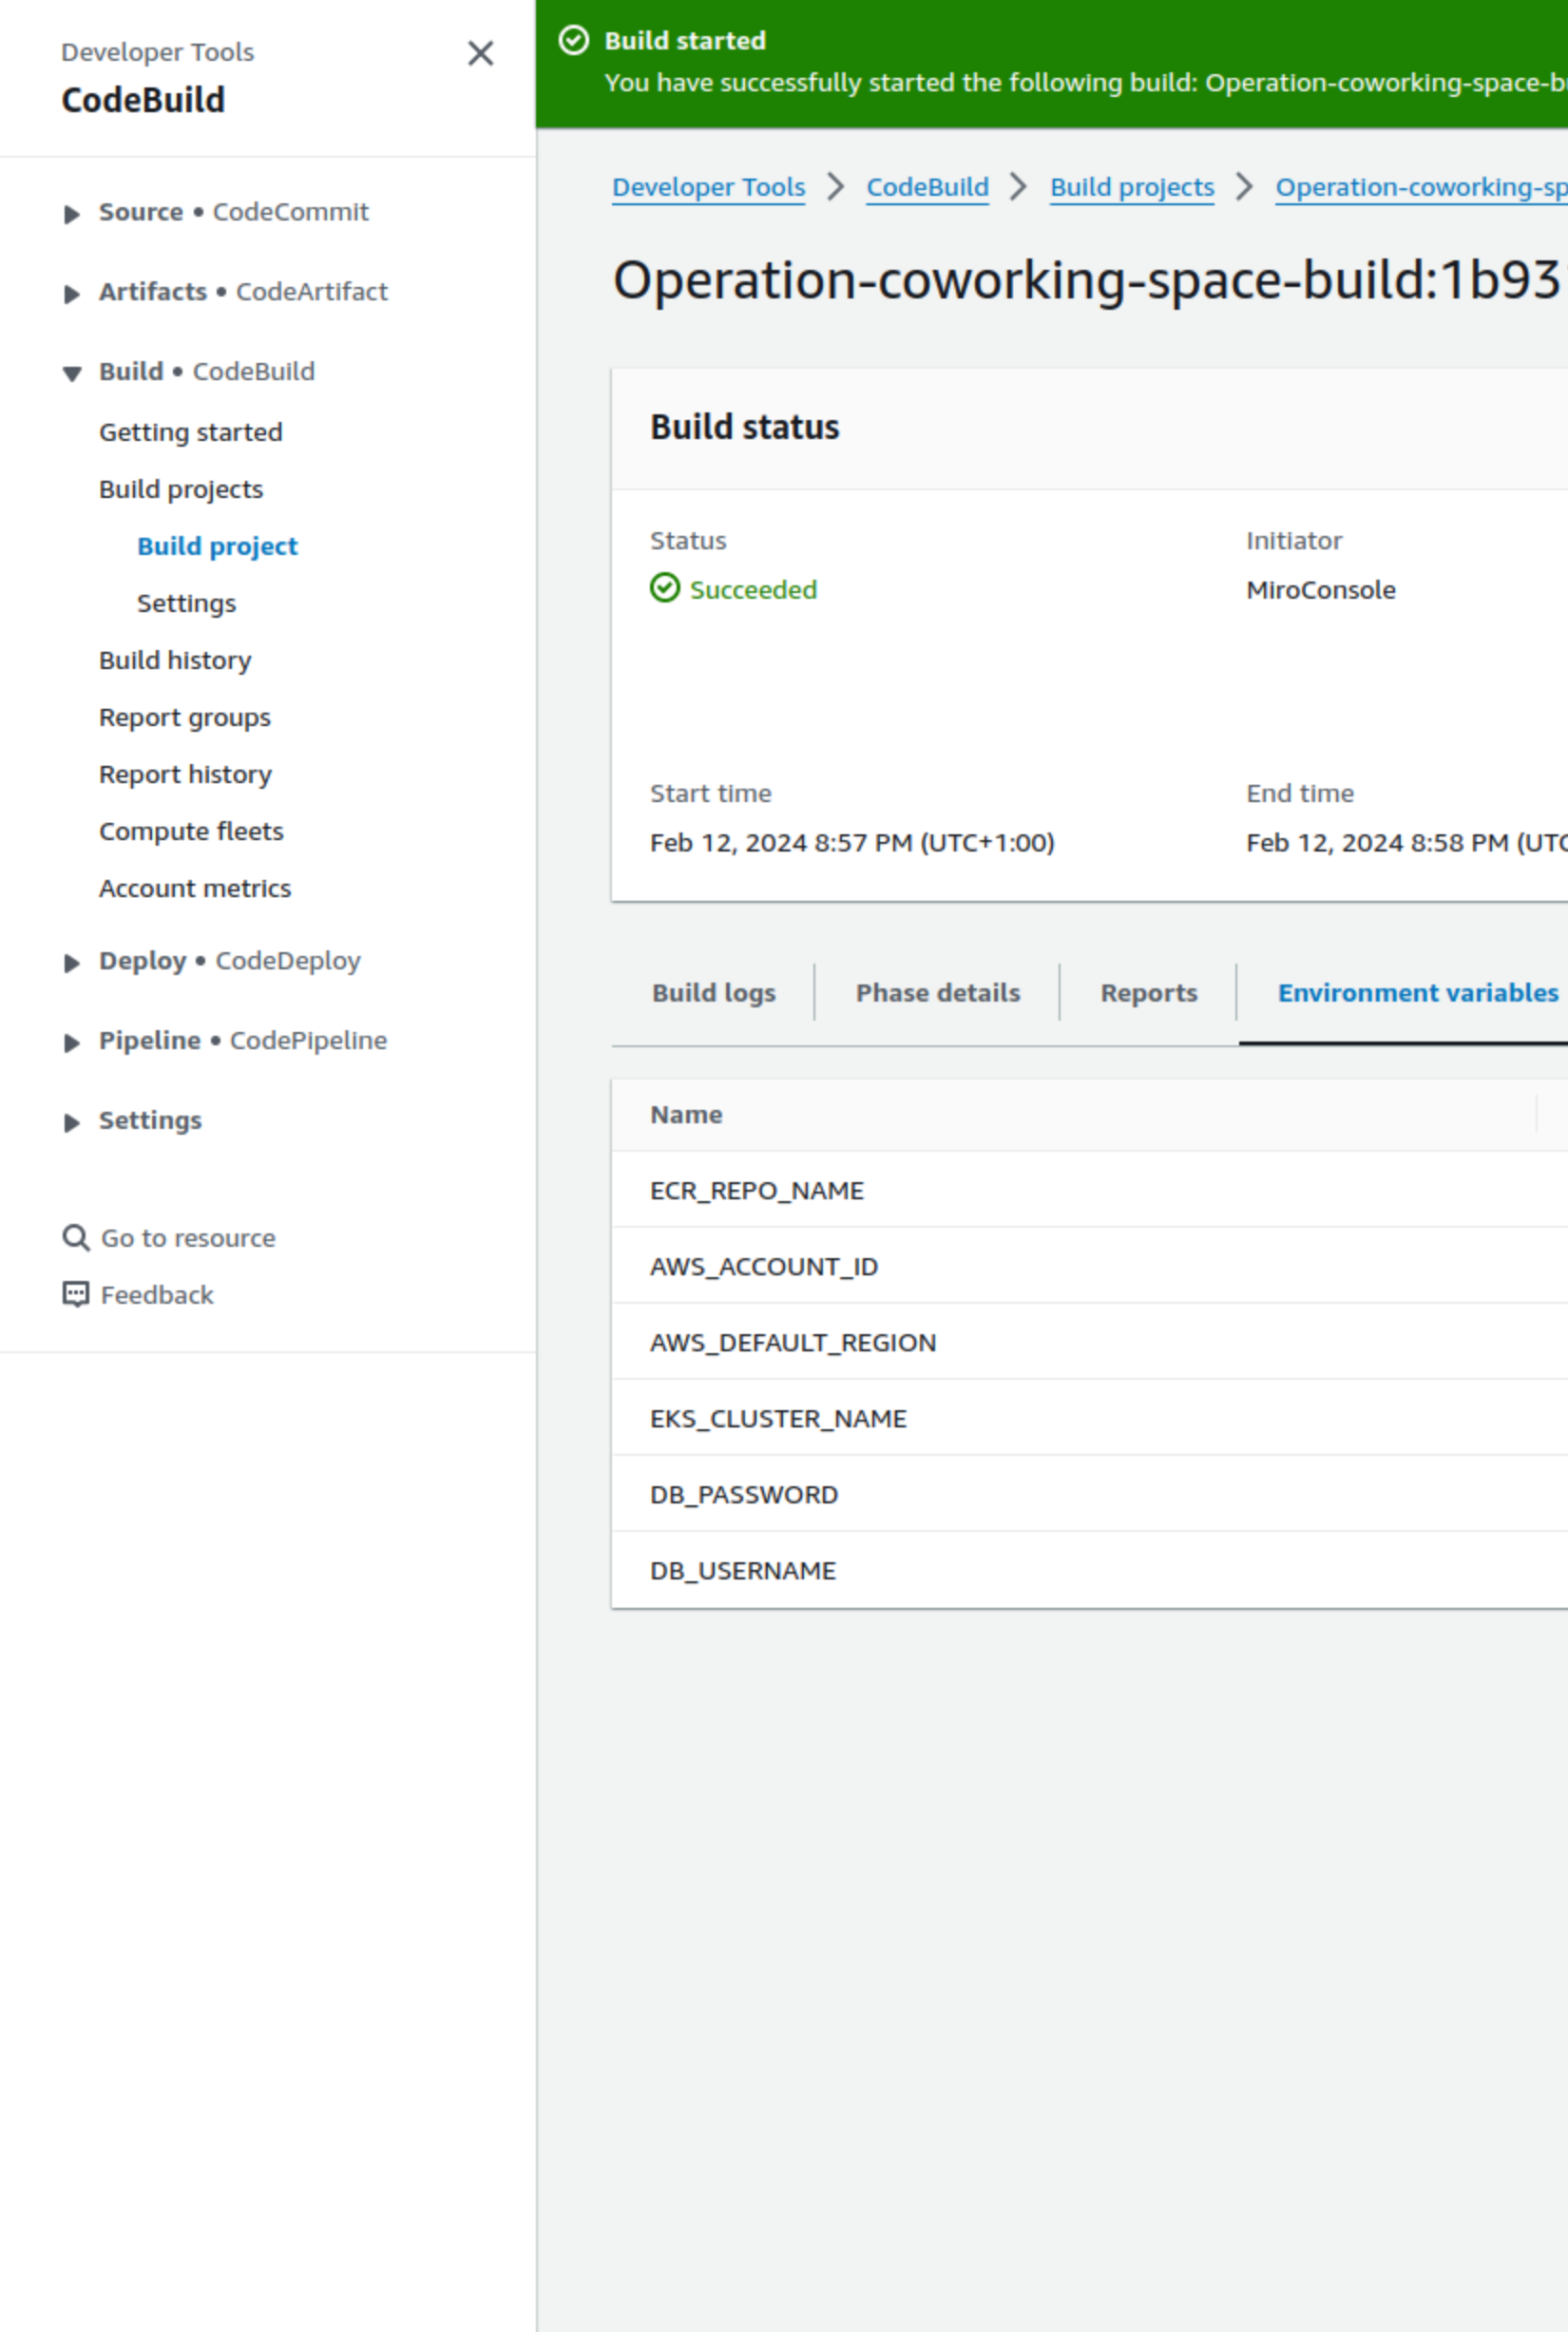 Developer Tools
CodeBuild
Source • CodeCommit
Artifacts • CodeArtifact
Build • CodeBuild
Getting started
Build projects
Build project
Settings
Build history
Report groups
Report history
Compute fleets
Account metrics
Deploy • CodeDeploy
Pipeline • CodePipeline
Settings
Go to resource
Feedback
Build started
You have successfully started the following build: Operation-coworking-space-b
Developer Tools > CodeBuild > Build projects > Operation-coworking-sp
Operation-coworking-space-build:1b93
Build status
Status
Succeeded
Initiator
MiroConsole
Start time
Feb 12, 2024 8:57 PM (UTC+1:00)
End time
Feb 12, 2024 8:58 PM (UTC
Build logs
Phase details
Reports
Environment variables
Name
ECR_REPO_NAME
AWS_ACCOUNT_ID
AWS_DEFAULT_REGION
EKS_CLUSTER_NAME
DB_PASSWORD
DB_USERNAME